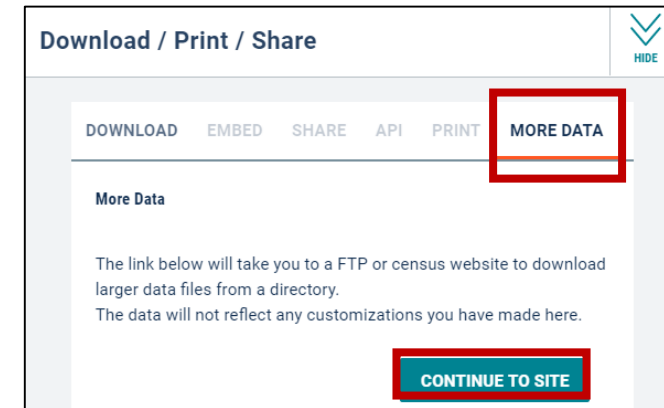 Download / Print / Share
HIDE
DOWNLOAD EMBED SHARE API PRINT MORE DATA
More Data
The link below will take you to a FTP or census website to download
larger data files from a directory.
The data will not reflect any customizations you have made here.
CONTINUE TO SITE